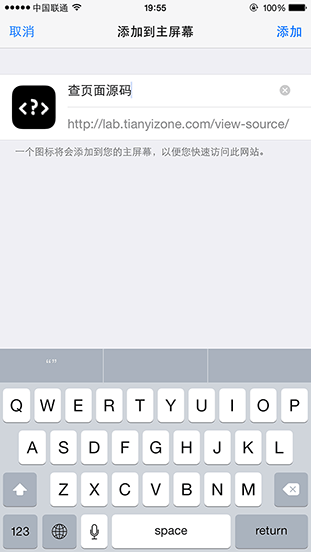 中国联通 19:55 100%
取消 添加到主屏幕 添加
<?>
查页面源码
http://lab.tianyizone.com/view-source/
一个图标将会添加到您的主屏幕，以便您快速访问此网站。
“”
Q W E R T Y U I O P
A S D F G H J K L
Z X C V B N M
123 space return